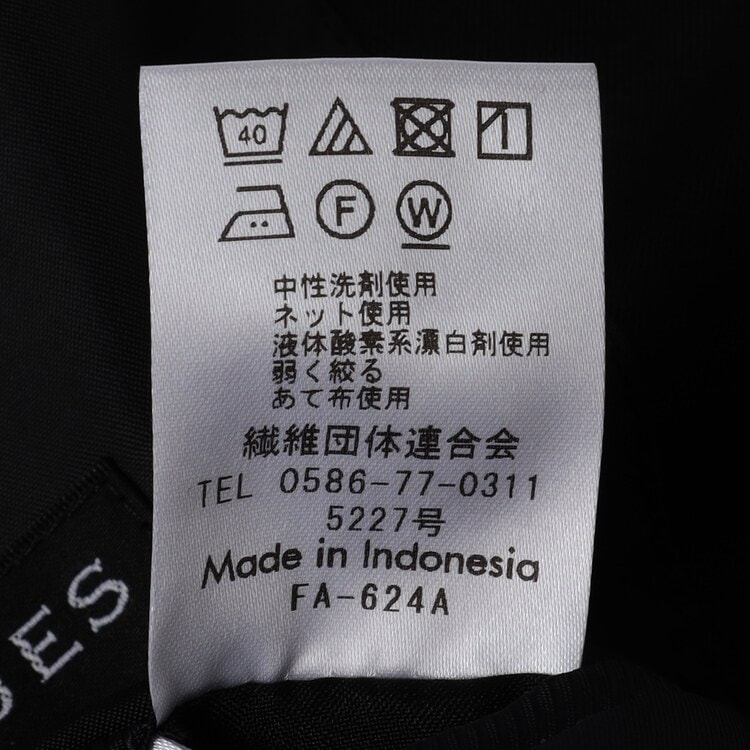 40
F W
中性洗剤使用
ネット使用
液体酸素系漂白剤使用
弱く絞る
あて布使用
繊維団体連合会
TEL 0586-77-0311
5227号
Made in Indonesia
FA-624A
ES